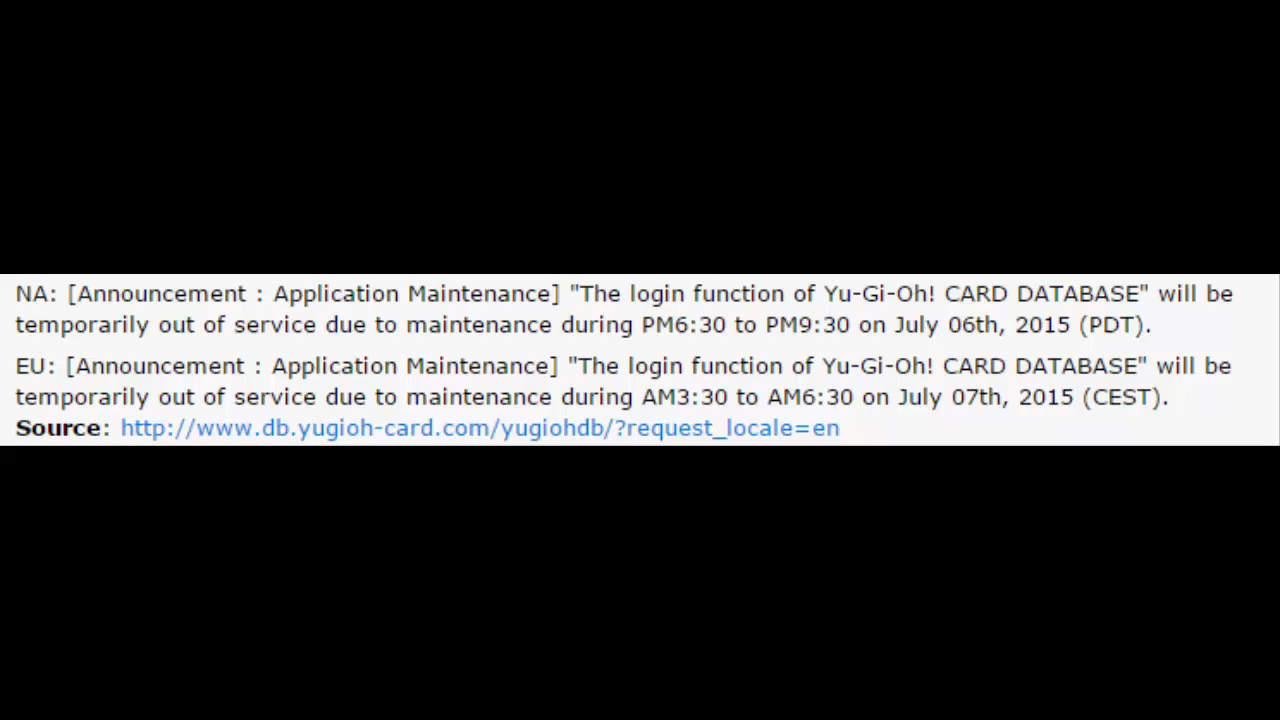 NA: [Announcement : Application Maintenance] "The login function of Yu-Gi-Oh! CARD DATABASE" will be
temporarily out of service due to maintenance during PM6:30 to PM9:30 on July 06th, 2015 (PDT).
EU: [Announcement : Application Maintenance] "The login function of Yu-Gi-Oh! CARD DATABASE" will be
temporarily out of service due to maintenance during AM3:30 to AM6:30 on July 07th, 2015 (CEST).
Source: http://www.db.yugioh-card.com/yugiohdb/?request_locale=en